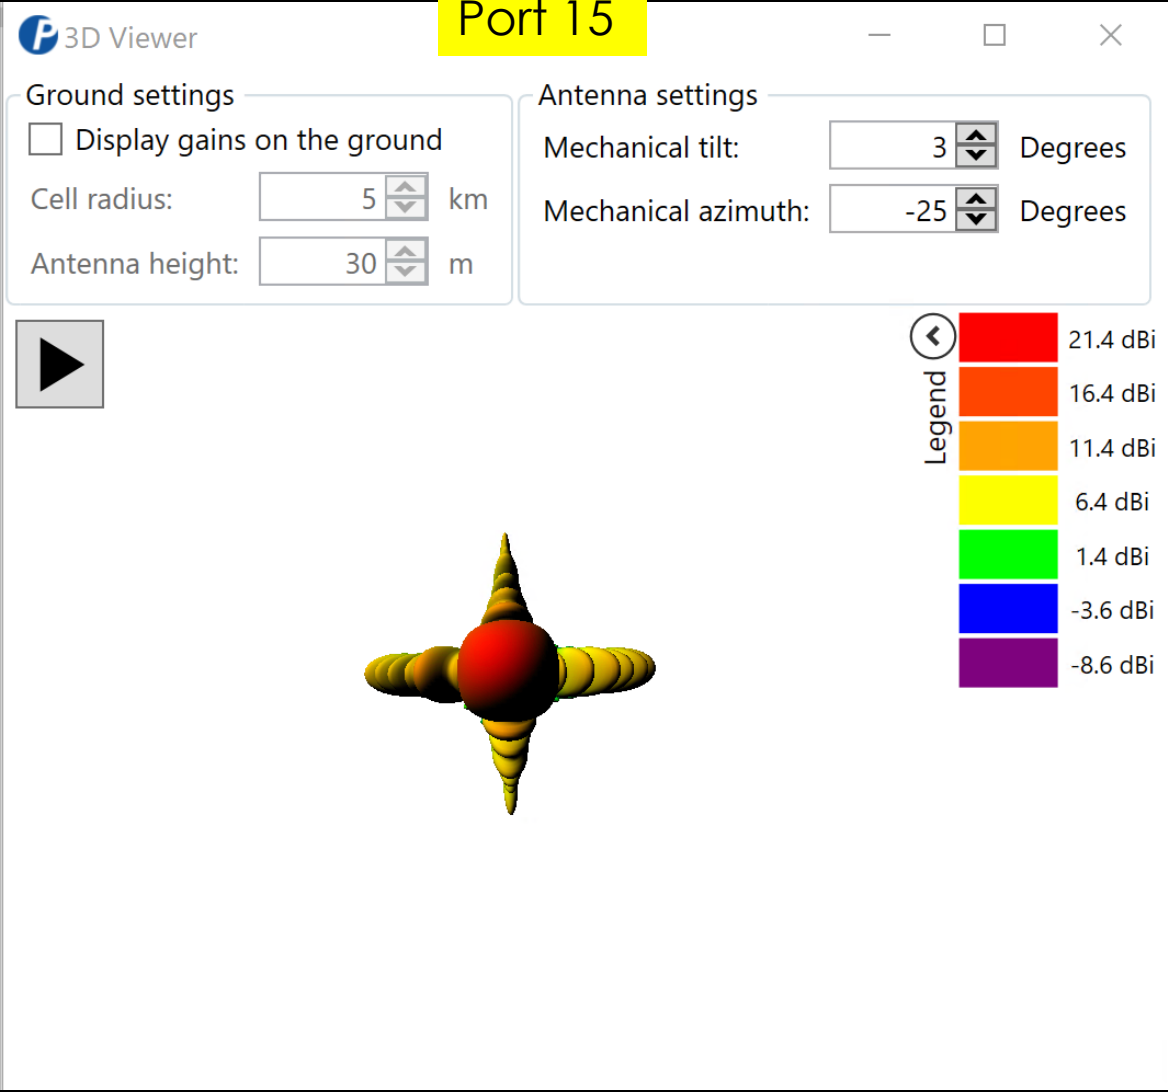 Port 15
3D Viewer
Ground settings
Display gains on the ground
Cell radius: 5 km
Antenna height: 30 m
Antenna settings
Mechanical tilt: 3 Degrees
Mechanical azimuth: -25 Degrees
Legend
21.4 dBi
16.4 dBi
11.4 dBi
6.4 dBi
1.4 dBi
-3.6 dBi
-8.6 dBi